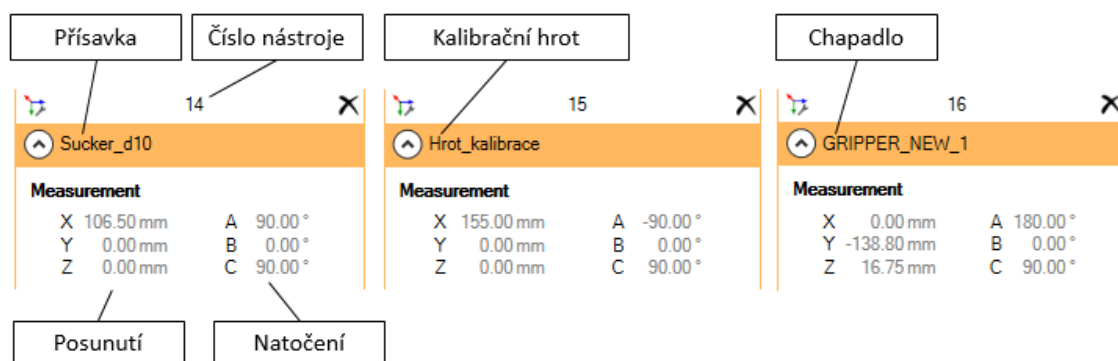 Přísavka Číslo nástroje Kalibrační hrot Chapadlo
14 15 16
Sucker_d10 Hrot_kalibrace GRIPPER_NEW_1
Measurement Measurement Measurement
X 106.50 mm A 90.00 ° X 155.00 mm A -90.00 ° X 0.00 mm A 180.00 °
Y 0.00 mm B 0.00 ° Y 0.00 mm B 0.00 ° Y -138.80 mm B 0.00 °
Z 0.00 mm C 90.00 ° Z 0.00 mm C 90.00 ° Z 16.75 mm C 90.00 °
Posunutí Natočení